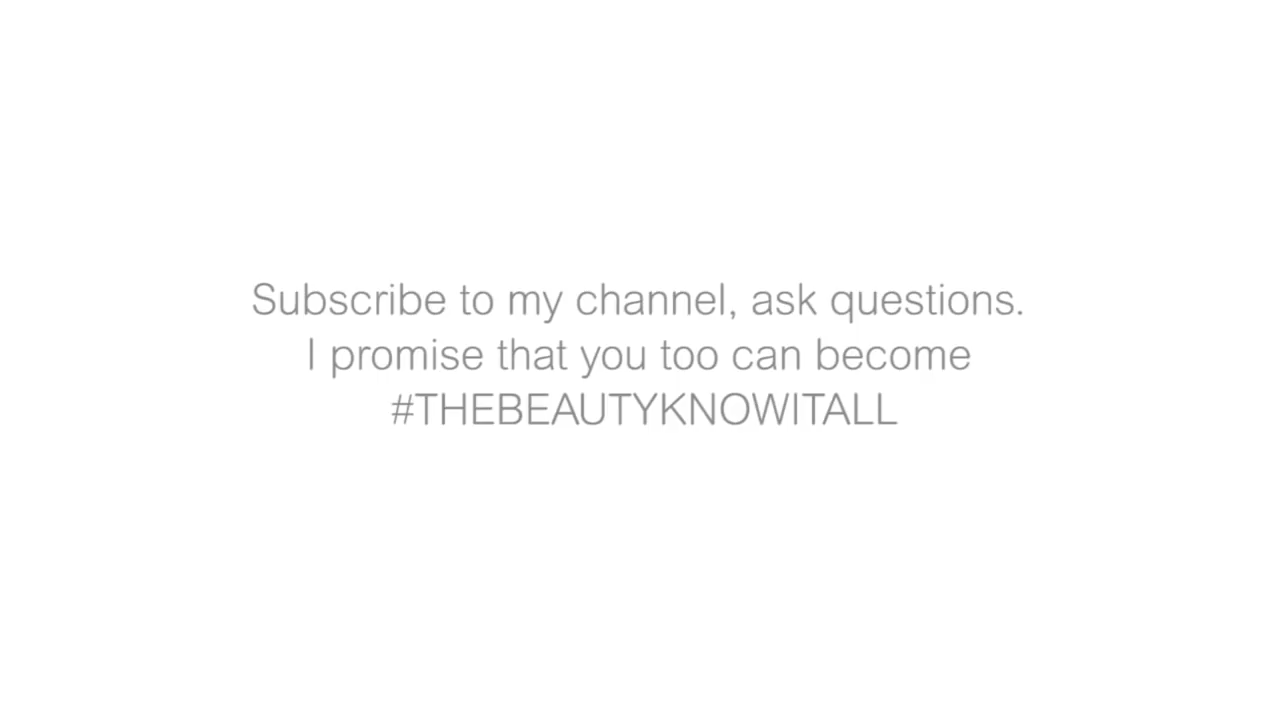 Subscribe to my channel, ask questions.
I promise that you too can become
#THEBEAUTYKNOWITALL